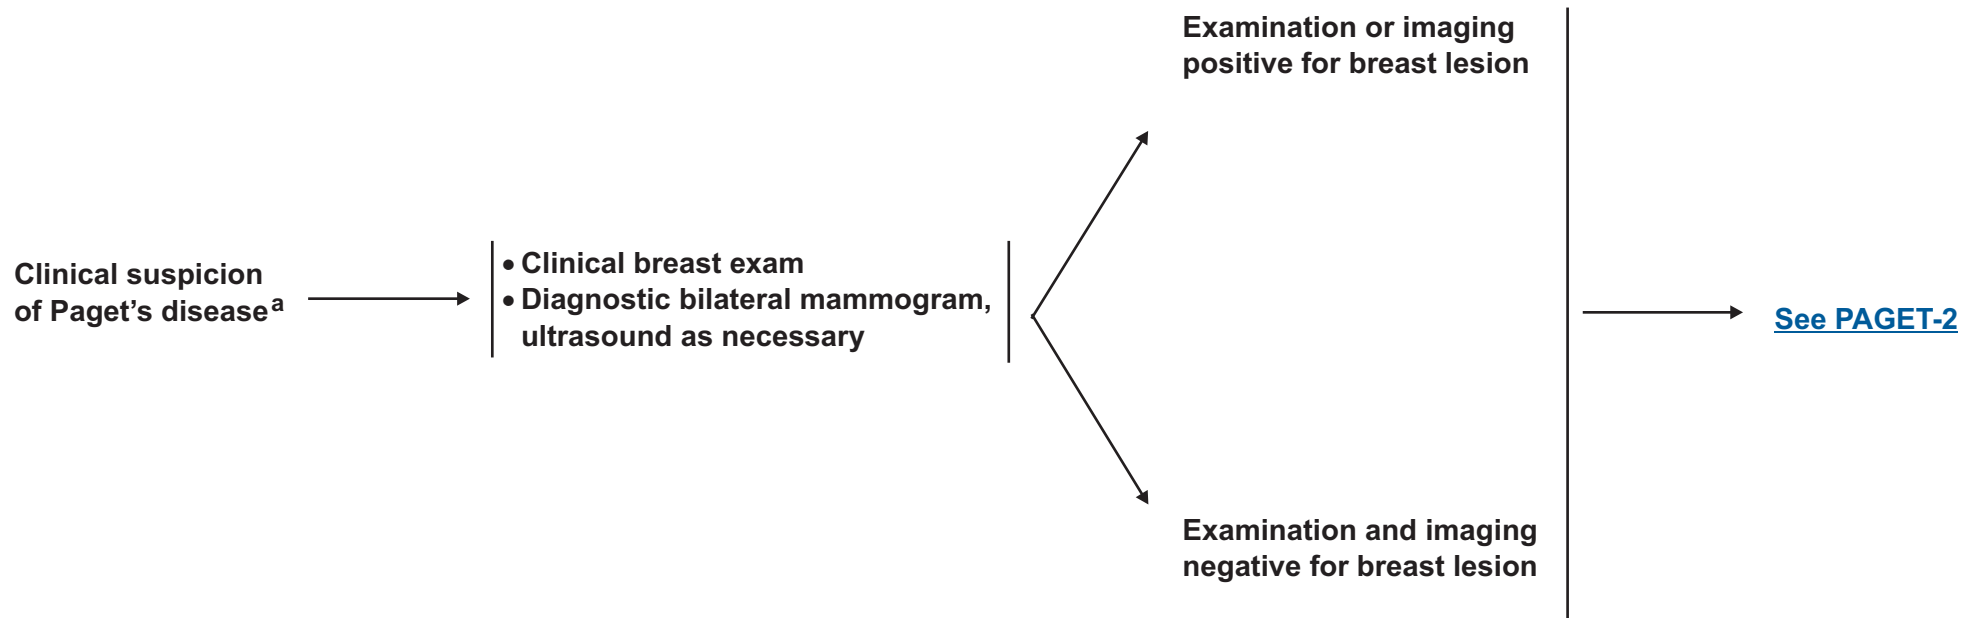 Clinical suspicion
of Paget’s disease a
• Clinical breast exam
• Diagnostic bilateral mammogram,
ultrasound as necessary
Examination or imaging
positive for breast lesion
Examination and imaging
negative for breast lesion
See PAGET-2